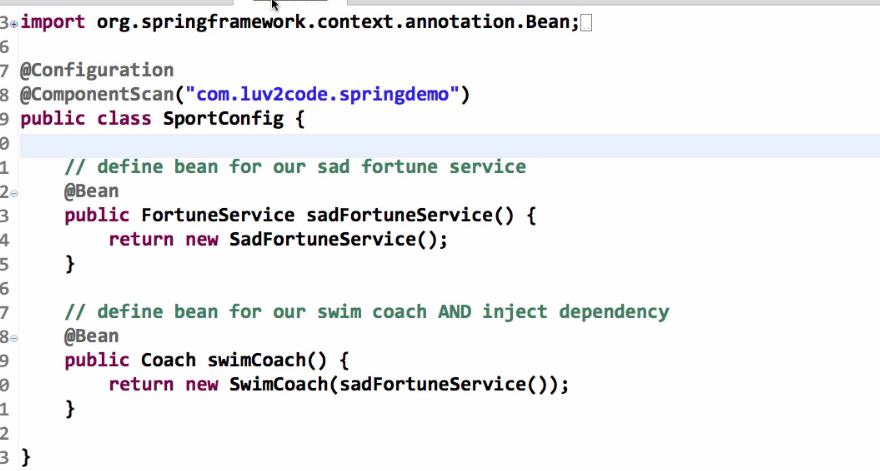 3 import org.springframework.context.annotation.Bean;
6
7 @Configuration
8 @ComponentScan("com.luv2code.springdemo")
9 public class SportConfig {
0
1 // define bean for our sad fortune service
2 @Bean
3 public FortuneService sadFortuneService() {
4 return new SadFortuneService();
5 }
6
7 // define bean for our swim coach AND inject dependency
8 @Bean
9 public Coach swimCoach() {
0 return new SwimCoach(sadFortuneService());
1 }
2
3 }